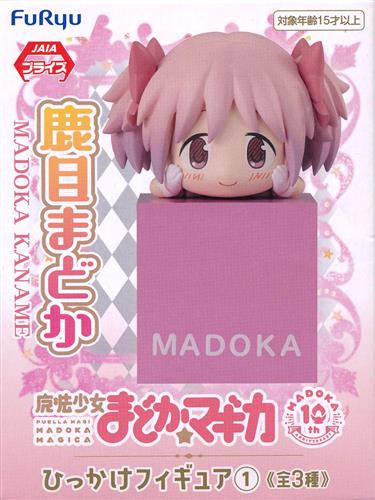 FuRyu
対象年齢15才以上
JAIA
プライズ
鹿目まどか
MADOKA KANAME
MADOKA
魔法少女
まどか☆マギカ
PUELLA MAGI
MADOKA
MAGICA
MADOKA
10th
ANNIVERSARY
ひっかけフィギュア①《全3種》